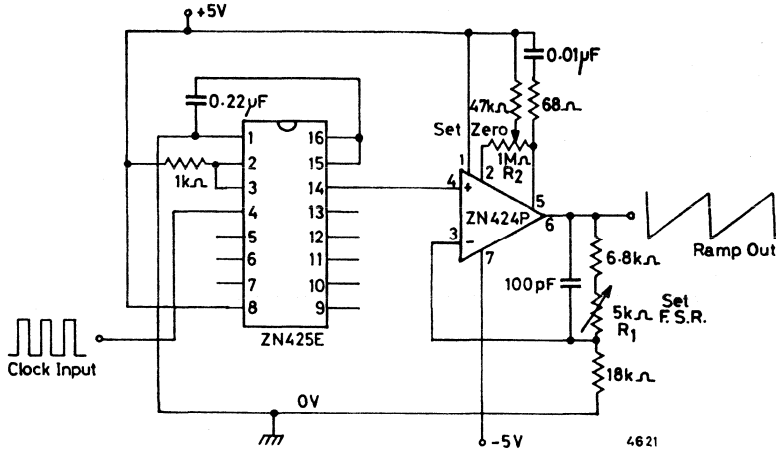 +5V
0.01µF
0.22µF
47kΩ
68Ω
Set Zero
1MΩ
R2
1
16
2
15
3
14
4
13
5
12
6
11
7
10
8
9
1kΩ
ZN425E
1
2
4
+
ZN424P
5
6
3
−
7
Ramp Out
6.8kΩ
100pF
5kΩ
R1
Set
F.S.R.
18kΩ
Clock Input
0V
−5V
4621